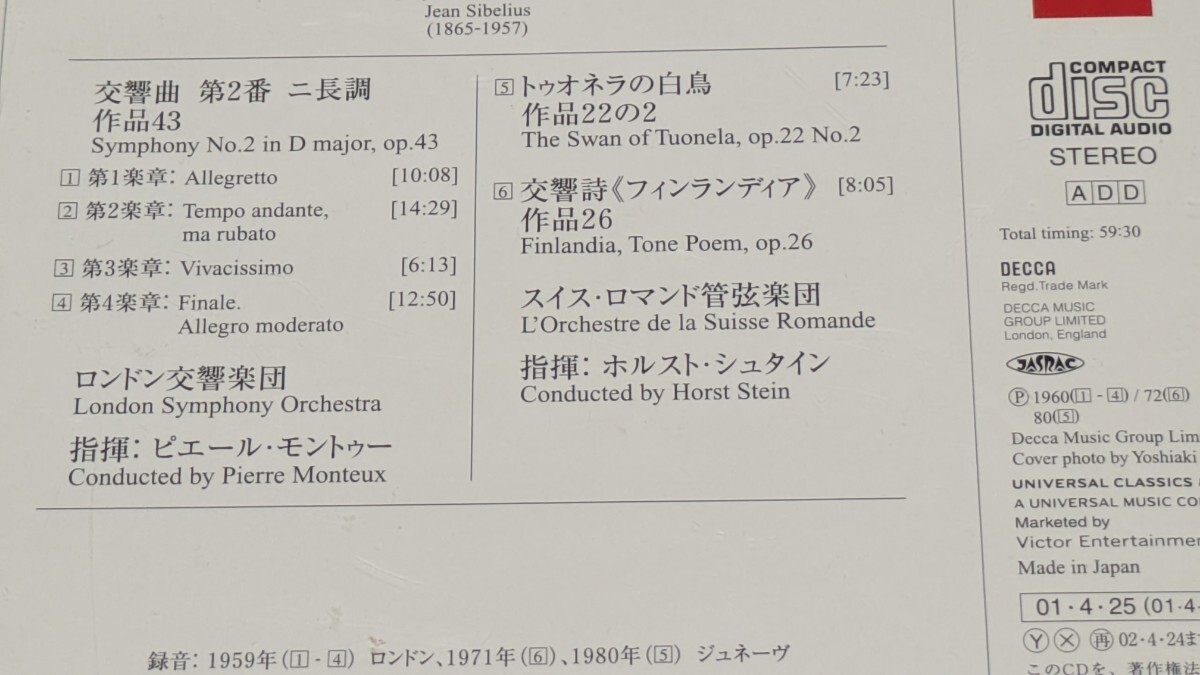 Jean Sibelius
(1865-1957)
交響曲 第2番 ニ長調
作品43
Symphony No.2 in D major, op.43
1 第1楽章: Allegretto [10:08]
2 第2楽章: Tempo andante, [14:29]
ma rubato
3 第3楽章: Vivacissimo [6:13]
4 第4楽章: Finale. [12:50]
Allegro moderato
ロンドン交響楽団
London Symphony Orchestra
指揮: ピエール・モントゥー
Conducted by Pierre Monteux
5 トゥオネラの白鳥 [7:23]
作品22の2
The Swan of Tuonela, op.22 No.2
6 交響詩《フィンランディア》 [8:05]
作品26
Finlandia, Tone Poem, op.26
スイス・ロマンド管弦楽団
L'Orchestre de la Suisse Romande
指揮: ホルスト・シュタイン
Conducted by Horst Stein
録音: 1959年(1-4) ロンドン、1971年(6)、1980年(5) ジュネーヴ
COMPACT
disc
DIGITAL AUDIO
STEREO
ADD
Total timing: 59:30
DECCA
Regd.Trade Mark
DECCA MUSIC
GROUP LIMITED
London, England
JASRAC
Ⓟ 1960(1-4) / 72(6)
80(5)
Decca Music Group Lim
Cover photo by Yoshiaki
UNIVERSAL CLASSICS
A UNIVERSAL MUSIC CO
Marketed by
Victor Entertainme
Made in Japan
01・4・25 (01・4・
Ⓨ Ⓧ 再 02・4・24ま
このCDを、著作権法